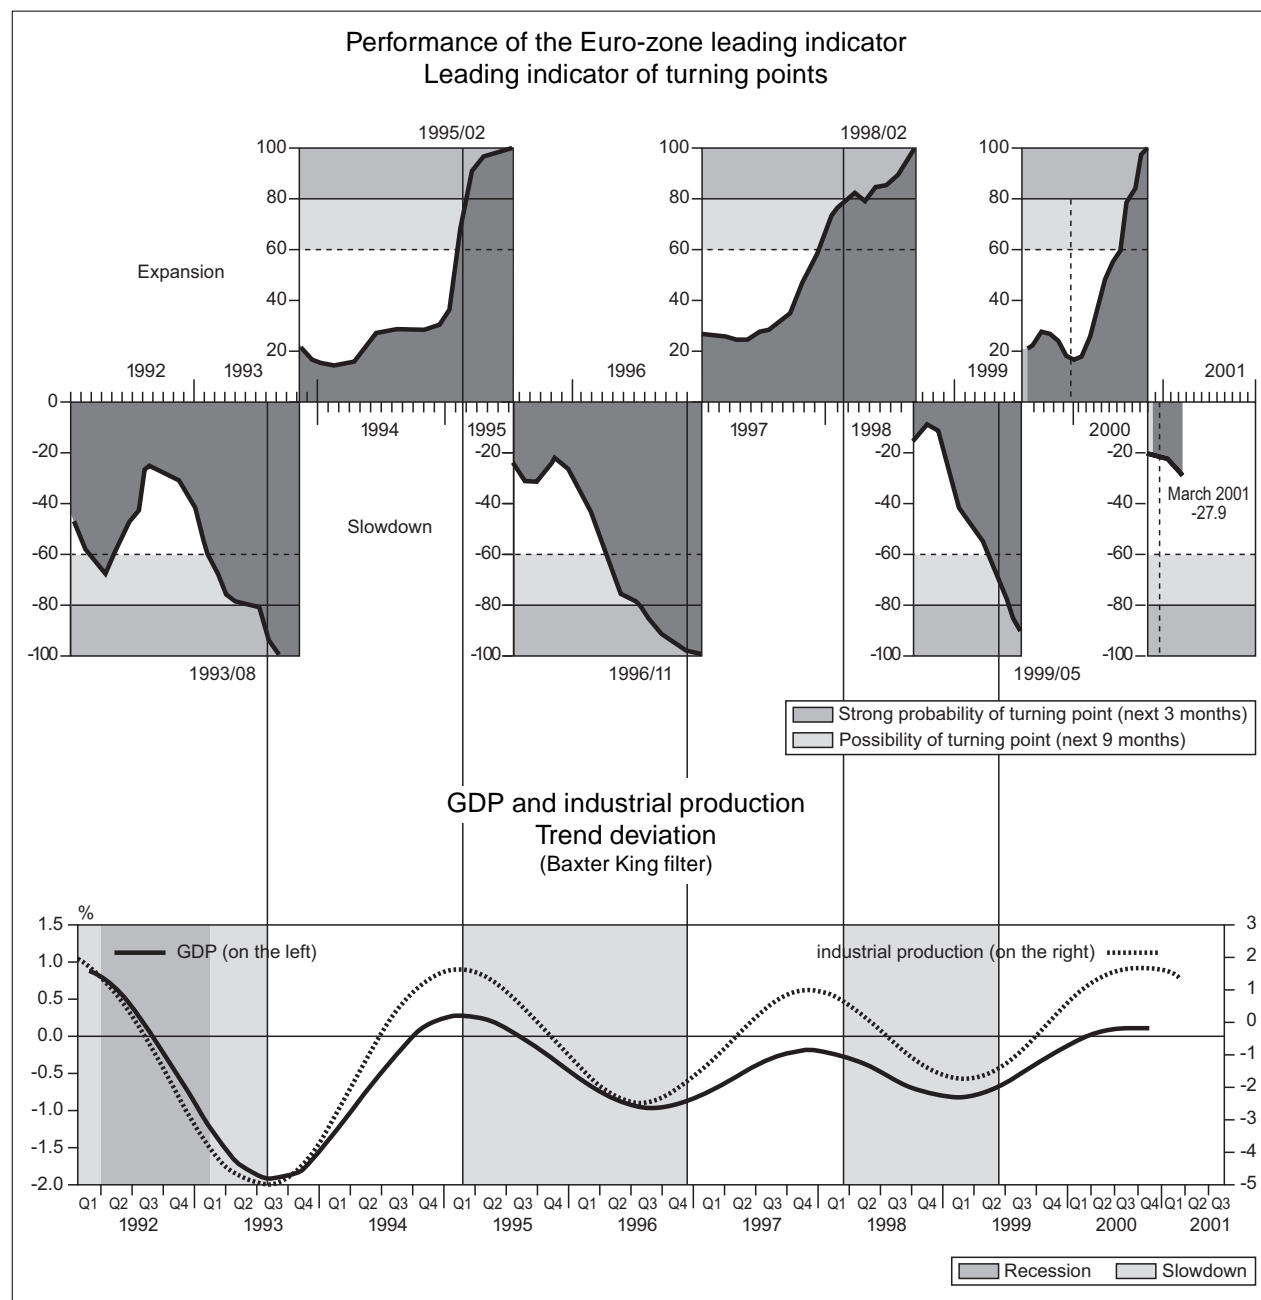 Performance of the Euro-zone leading indicator
Leading indicator of turning points
1995/02 1998/02
100 100 100
80 80 80
60 60 60
Expansion
40 40 40
20 20 20
1992 1993 1996 1999 2001
0
1994 1995 1997 1998 2000
-20 -20 -20 -20
-40 -40 -40 -40
March 2001
-27.9
Slowdown
-60 -60 -60 -60
-80 -80 -80 -80
-100 -100 -100 -100
1993/08 1996/11 1999/05
Strong probability of turning point (next 3 months)
Possibility of turning point (next 9 months)
GDP and industrial production
Trend deviation
(Baxter King filter)
%
1.5 3
GDP (on the left) industrial production (on the right)
1.0 2
0.5 1
0.0 0
-0.5 -1
-1.0 -2
-1.5 -3
-2.0 -4
-5
Q1 Q2 Q3 Q4 Q1 Q2 Q3 Q4 Q1 Q2 Q3 Q4 Q1 Q2 Q3 Q4 Q1 Q2 Q3 Q4 Q1 Q2 Q3 Q4 Q1 Q2 Q3 Q4 Q1 Q2 Q3 Q4 Q1 Q2 Q3 Q4 Q1 Q2 Q3
1992 1993 1994 1995 1996 1997 1998 1999 2000 2001
Recession Slowdown